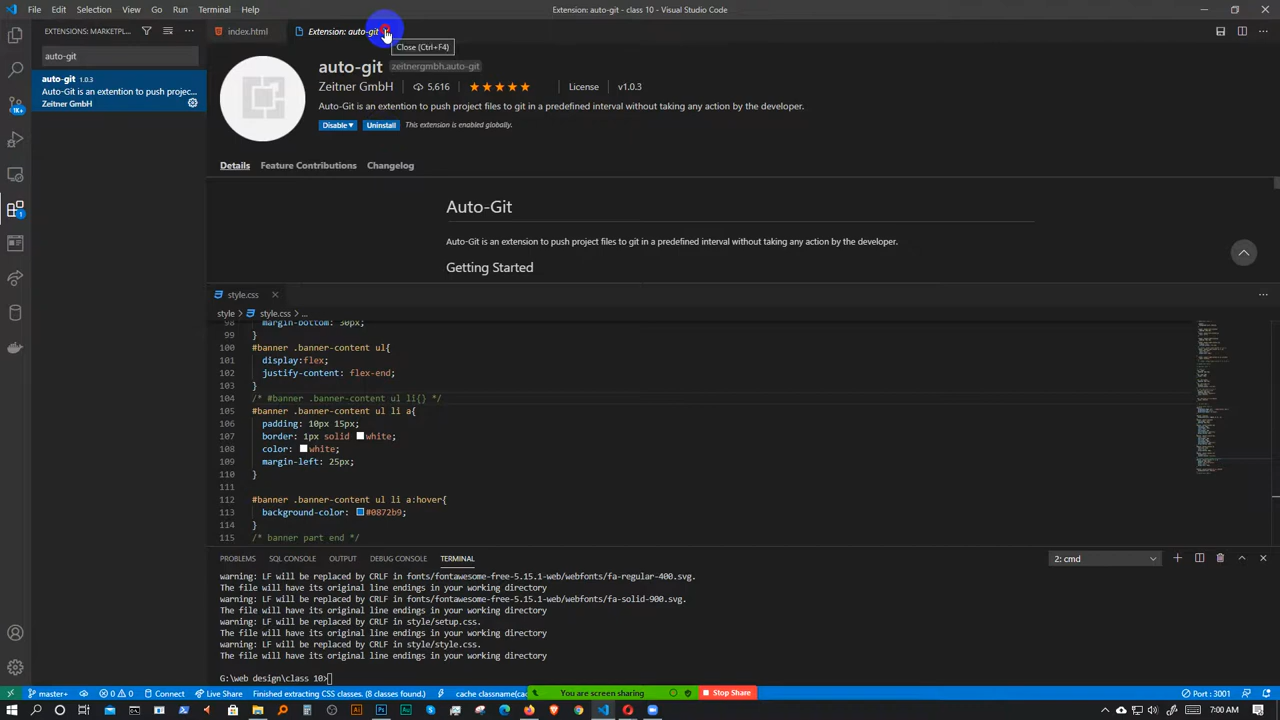 File Edit Selection View Go Run Terminal Help
Extension: auto-git - class 10 - Visual Studio Code
EXTENSIONS: MARKETPL...
index.html
Extension: auto-git
Close (Ctrl+F4)
auto-git
auto-git 1.0.3
Auto-Git is an extention to push projec...
Zeitner GmbH
1K+
1
auto-git zeitnergmbh.auto-git
Zeitner GmbH 5,616 License v1.0.3
Auto-Git is an extention to push project files to git in a predefined interval without taking any action by the developer.
Disable Uninstall This extension is enabled globally.
Details Feature Contributions Changelog
Auto-Git
Auto-Git is an extension to push project files to git in a predefined interval without taking any action by the developer.
Getting Started
style.css
style > style.css > ...
98 margin-bottom: 30px;
99 }
100 #banner .banner-content ul{
101 display:flex;
102 justify-content: flex-end;
103 }
104 /* #banner .banner-content ul li{} */
105 #banner .banner-content ul li a{
106 padding: 10px 15px;
107 border: 1px solid white;
108 color: white;
109 margin-left: 25px;
110 }
111
112 #banner .banner-content ul li a:hover{
113 background-color: #0872b9;
114 }
115 /* banner part end */
PROBLEMS SQL CONSOLE OUTPUT DEBUG CONSOLE TERMINAL
2: cmd
warning: LF will be replaced by CRLF in fonts/fontawesome-free-5.15.1-web/webfonts/fa-regular-400.svg.
The file will have its original line endings in your working directory
warning: LF will be replaced by CRLF in fonts/fontawesome-free-5.15.1-web/webfonts/fa-solid-900.svg.
The file will have its original line endings in your working directory
warning: LF will be replaced by CRLF in style/setup.css.
The file will have its original line endings in your working directory
warning: LF will be replaced by CRLF in style/style.css.
The file will have its original line endings in your working directory
G:\web design\class 10>
master+ 0 0 Connect Live Share Finished extracting CSS classes. (8 classes found.) cache classname(cac
You are screen sharing Stop Share
Port : 3001
7:00 AM